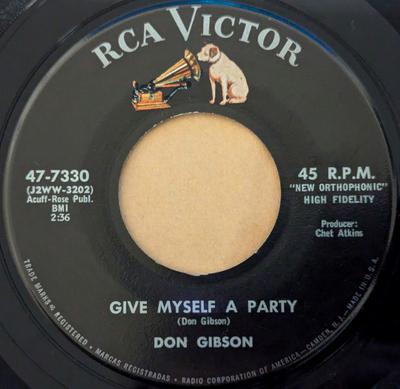 RCA VICTOR
47-7330
(J2WW-3202)
Acuff-Rose Publ.
BMI
2:36
45 R.P.M.
"NEW ORTHOPHONIC"
HIGH FIDELITY
Producer:
Chet Atkins
GIVE MYSELF A PARTY
(Don Gibson)
DON GIBSON
TRADE MARKS ® REGISTERED • MARCAS REGISTRADAS • RADIO CORPORATION OF AMERICA—CAMDEN, N. J.—MADE IN U.S.A.